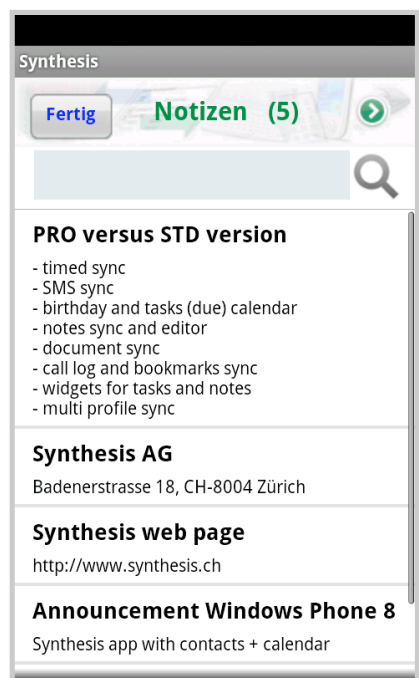 Synthesis
Fertig
Notizen (5)
PRO versus STD version
- timed sync
- SMS sync
- birthday and tasks (due) calendar
- notes sync and editor
- document sync
- call log and bookmarks sync
- widgets for tasks and notes
- multi profile sync
Synthesis AG
Badenerstrasse 18, CH-8004 Zürich
Synthesis web page
http://www.synthesis.ch
Announcement Windows Phone 8
Synthesis app with contacts + calendar